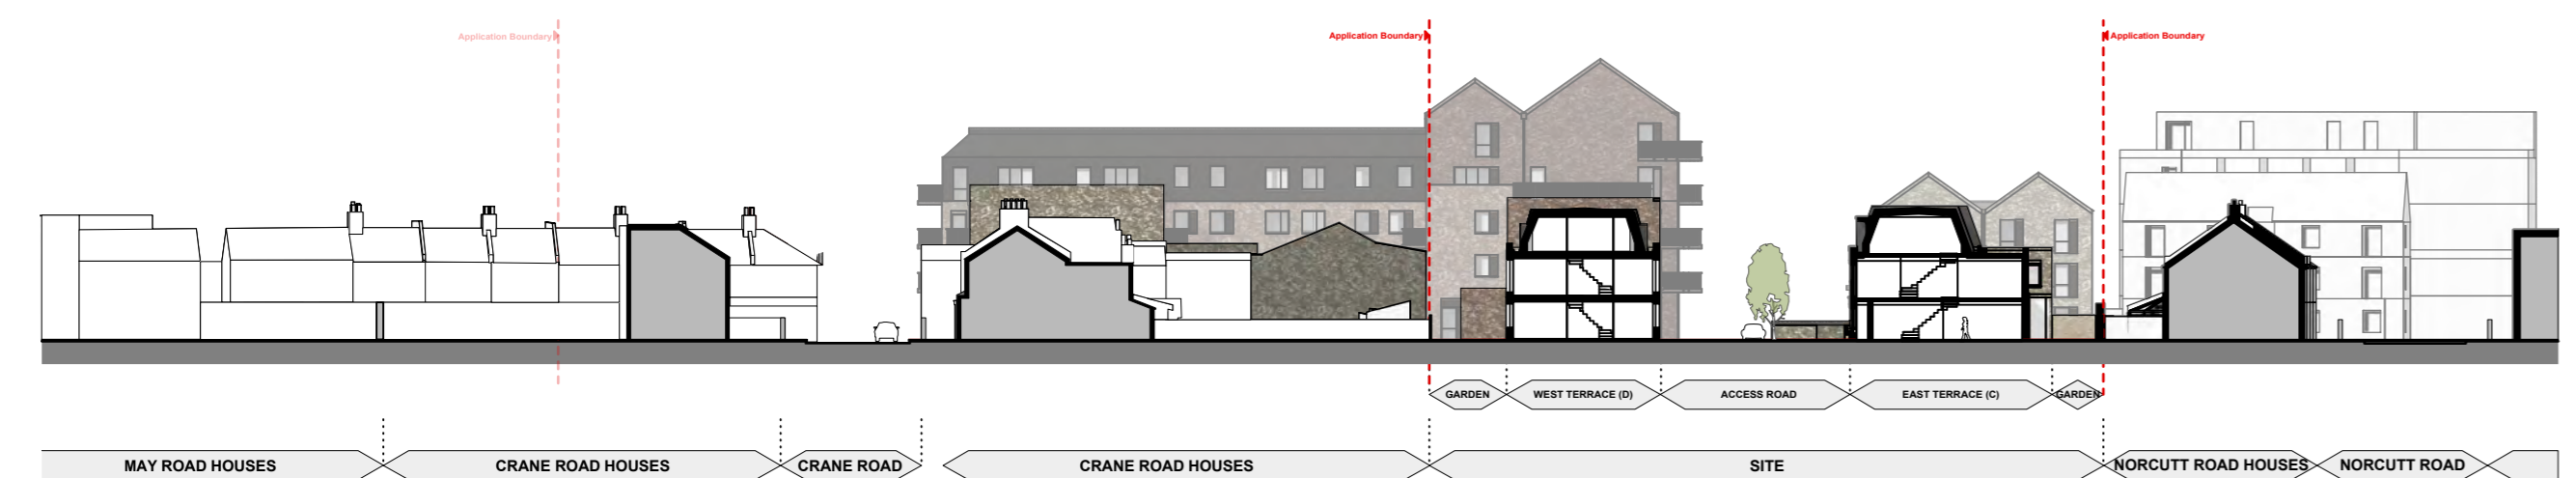 Application Boundary
Application Boundary
Application Boundary
GARDEN
WEST TERRACE (D)
ACCESS ROAD
EAST TERRACE (C)
GARDEN
MAY ROAD HOUSES
CRANE ROAD HOUSES
CRANE ROAD
CRANE ROAD HOUSES
SITE
NORCUTT ROAD HOUSES
NORCUTT ROAD